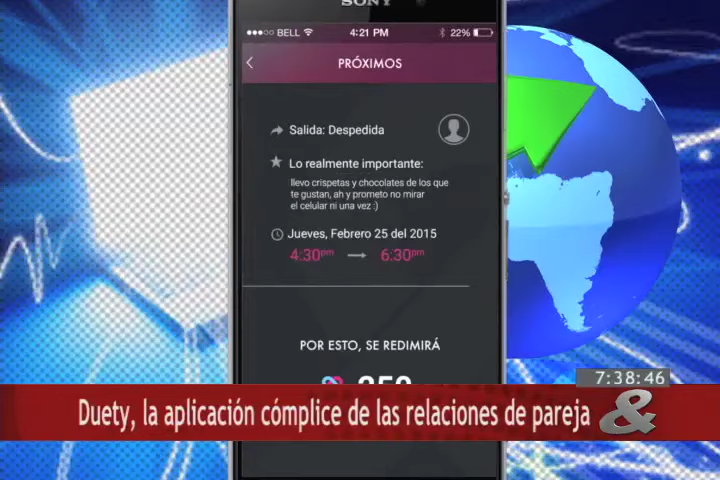 SONY
BELL 4:21 PM 22%
PRÓXIMOS
Salida: Despedida
Lo realmente importante:
llevo crispetas y chocolates de los que
te gustan, ah y prometo no mirar
el celular ni una vez :)
Jueves, Febrero 25 del 2015
4:30pm 6:30pm
POR ESTO, SE REDIMIRÁ
7:38:46
Duety, la aplicación cómplice de las relaciones de pareja &